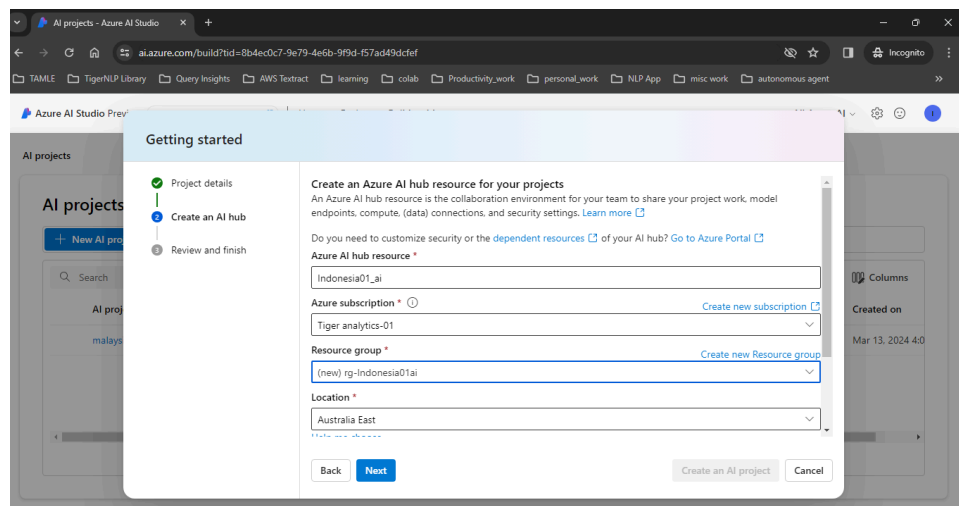 AI projects - Azure AI Studio
ai.azure.com/build?tid=8b4ec0c7-9e79-4e6b-9f9d-f57ad49dcfef
Incognito
TAMLE TigerNLP Library Query Insights AWS Textract learning colab Productivity_work personal_work NLP App misc work autonomous agent
Azure AI Studio Previ
AI projects
AI projects
New AI proj
Search
Columns
AI proj
Created on
malays
Mar 13, 2024 4:0
Getting started
Project details
2 Create an AI hub
3 Review and finish
Create an Azure AI hub resource for your projects
An Azure AI hub resource is the collaboration environment for your team to share your project work, model
endpoints, compute, (data) connections, and security settings. Learn more
Do you need to customize security or the dependent resources of your AI hub? Go to Azure Portal
Azure AI hub resource *
Indonesia01_ai
Azure subscription *
Create new subscription
Tiger analytics-01
Resource group *
Create new Resource group
(new) rg-Indonesia01ai
Location *
Australia East
Help me choose
Back Next Create an AI project Cancel